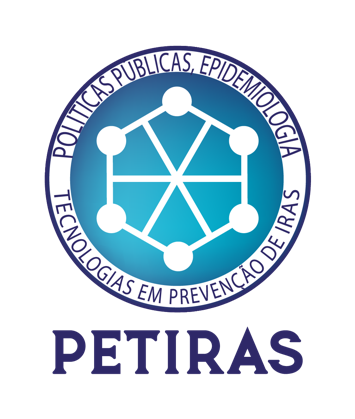 POLITICAS PUBLICAS, EPIDEMIOLOGIA
TECNOLOGIAS EM PREVENÇÃO DE IRAS
PETIRAS